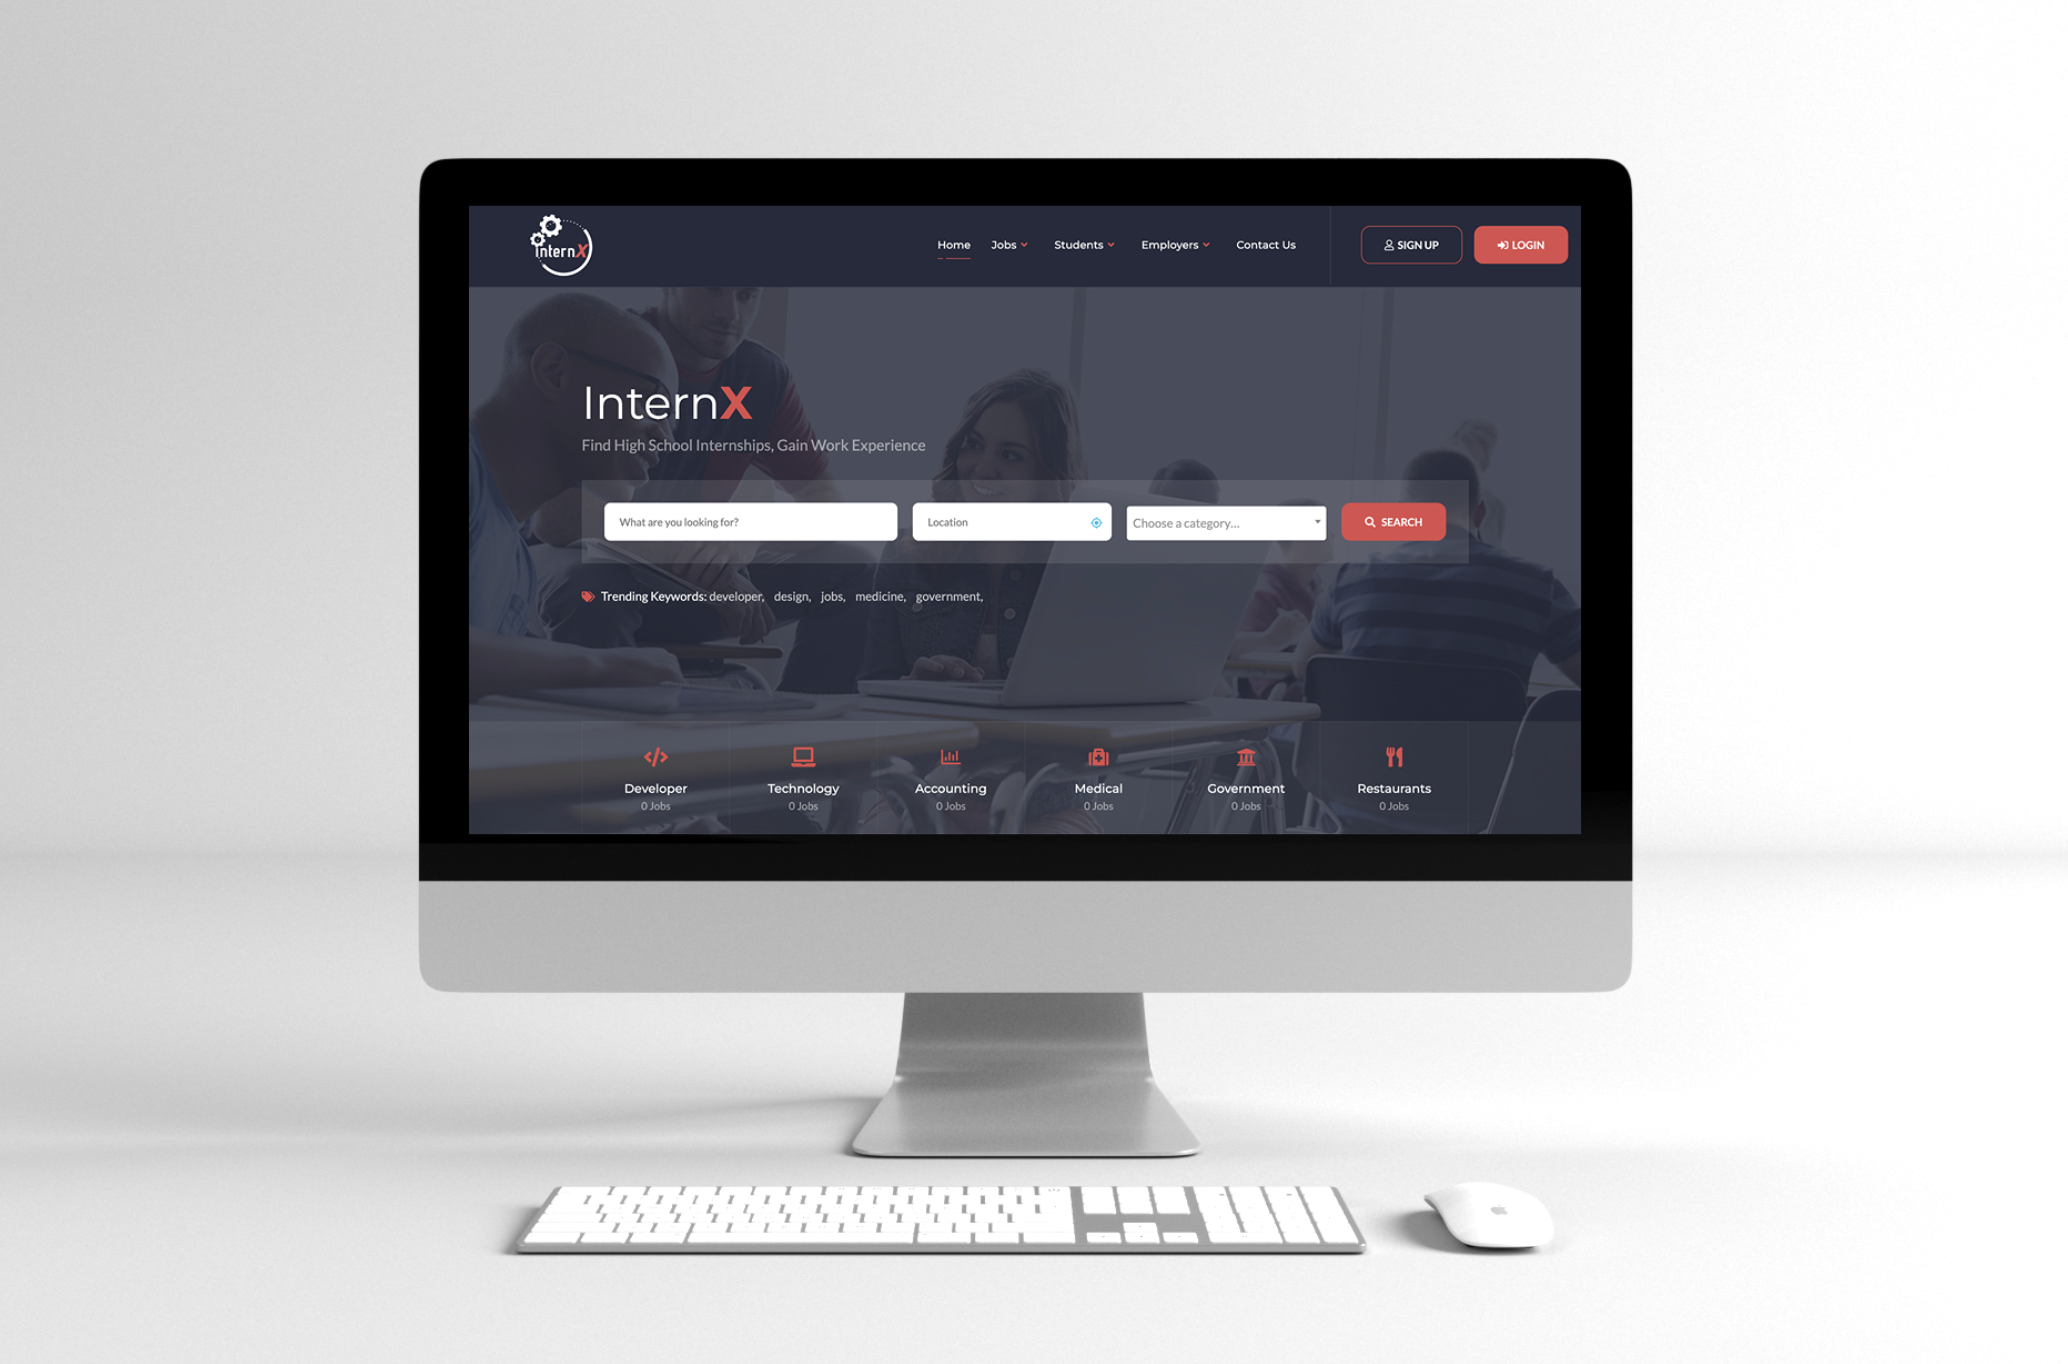 InternX
Home Jobs Students Employers Contact Us SIGN UP LOGIN
InternX
Find High School Internships, Gain Work Experience
What are you looking for? Location Choose a category... SEARCH
Trending Keywords: developer, design, jobs, medicine, government,
Developer Technology Accounting Medical Government Restaurants
0 Jobs 0 Jobs 0 Jobs 0 Jobs 0 Jobs 0 Jobs